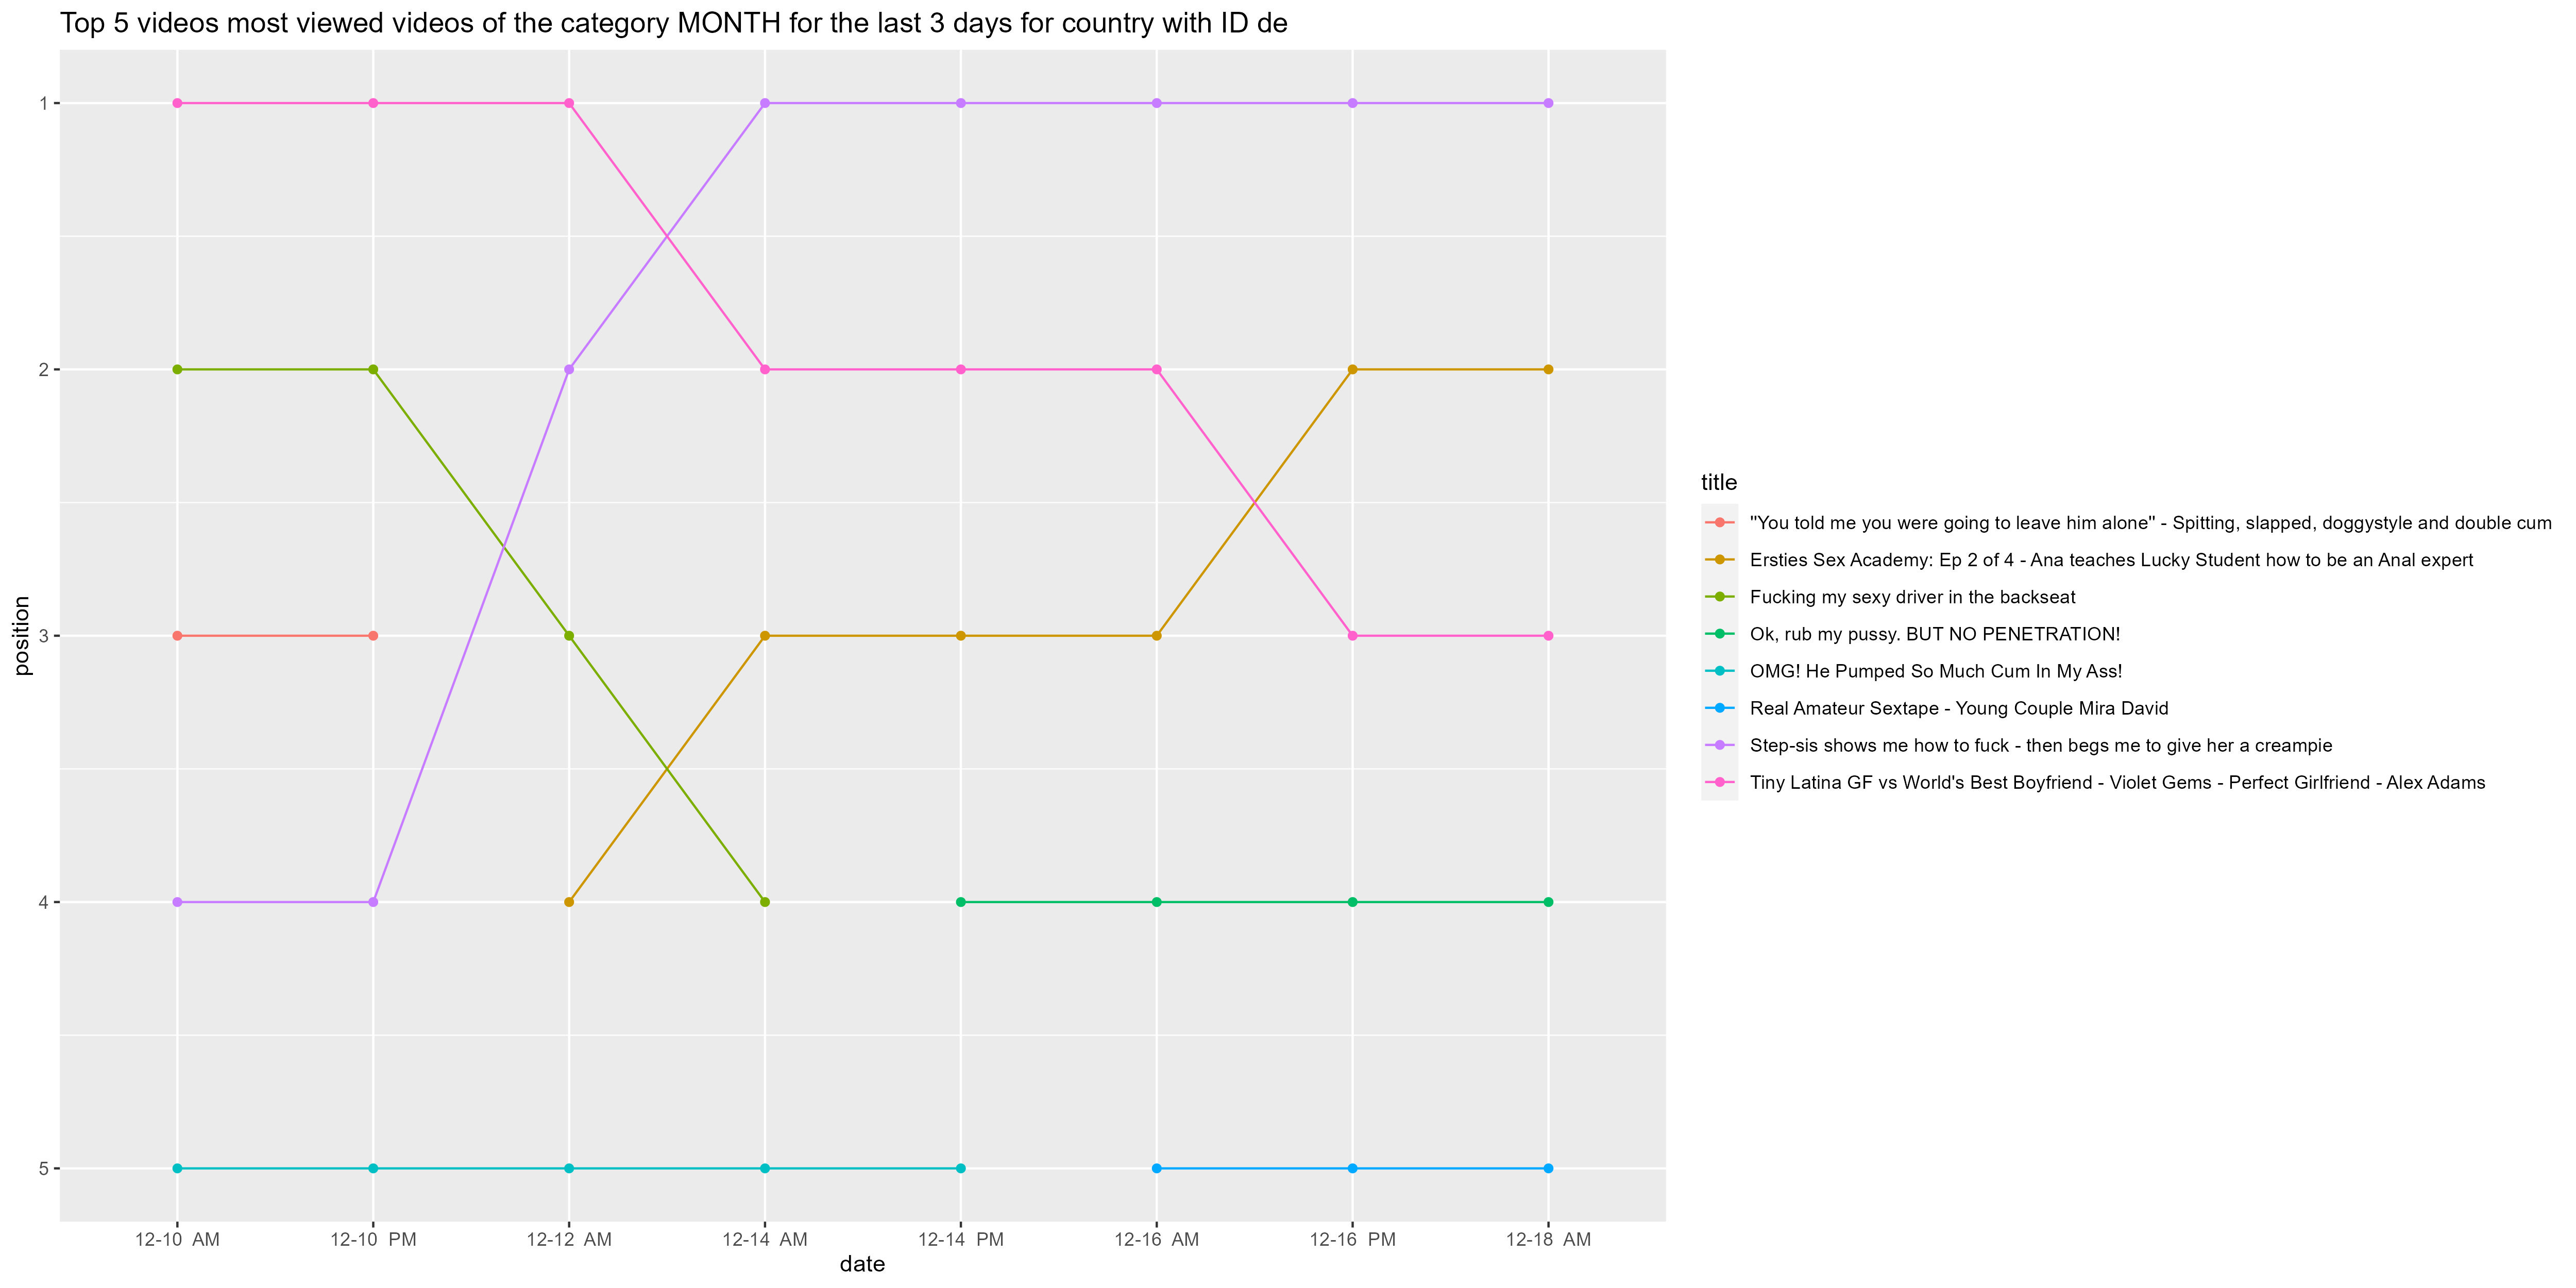 Top 5 videos most viewed videos of the category MONTH for the last 3 days for country with ID de
position
1
2
3
4
5
12-10 AM
12-10 PM
12-12 AM
12-14 AM
12-14 PM
12-16 AM
12-16 PM
12-18 AM
date
title
"You told me you were going to leave him alone" - Spitting, slapped, doggystyle and double cum
Ersties Sex Academy: Ep 2 of 4 - Ana teaches Lucky Student how to be an Anal expert
Fucking my sexy driver in the backseat
Ok, rub my pussy. BUT NO PENETRATION!
OMG! He Pumped So Much Cum In My Ass!
Real Amateur Sextape - Young Couple Mira David
Step-sis shows me how to fuck - then begs me to give her a creampie
Tiny Latina GF vs World's Best Boyfriend - Violet Gems - Perfect Girlfriend - Alex Adams